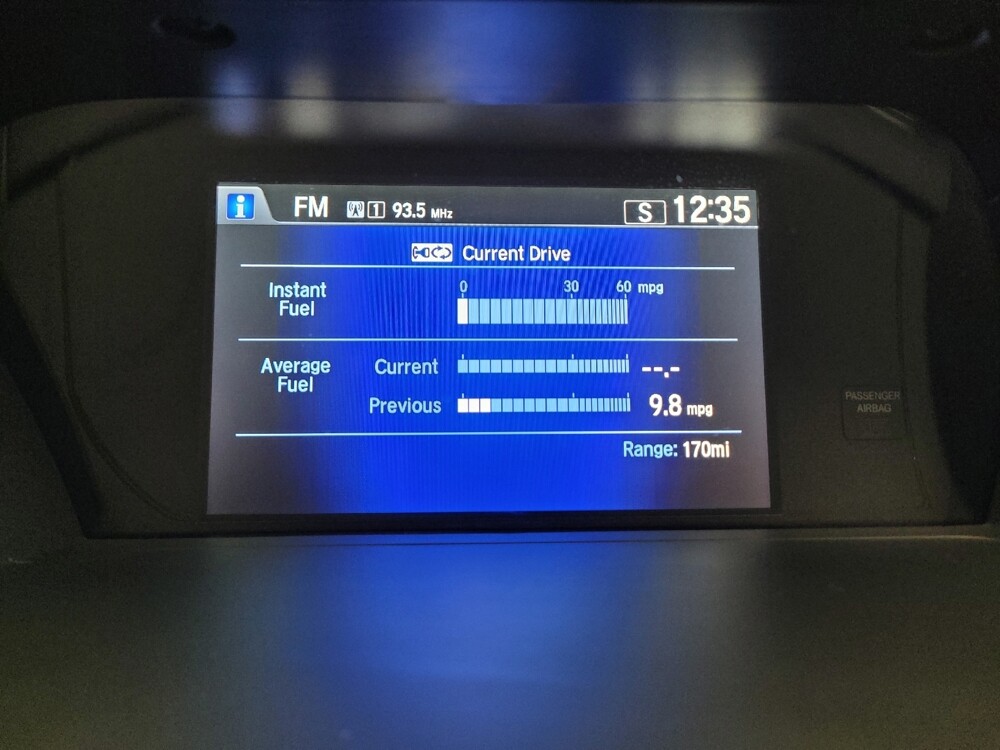 i FM 1 93.5 MHz S 12:35
Current Drive
0 30 60 mpg
Instant
Fuel
Average
Fuel
Current --.-
Previous 9.8 mpg
Range: 170mi
PASSENGER
AIRBAG